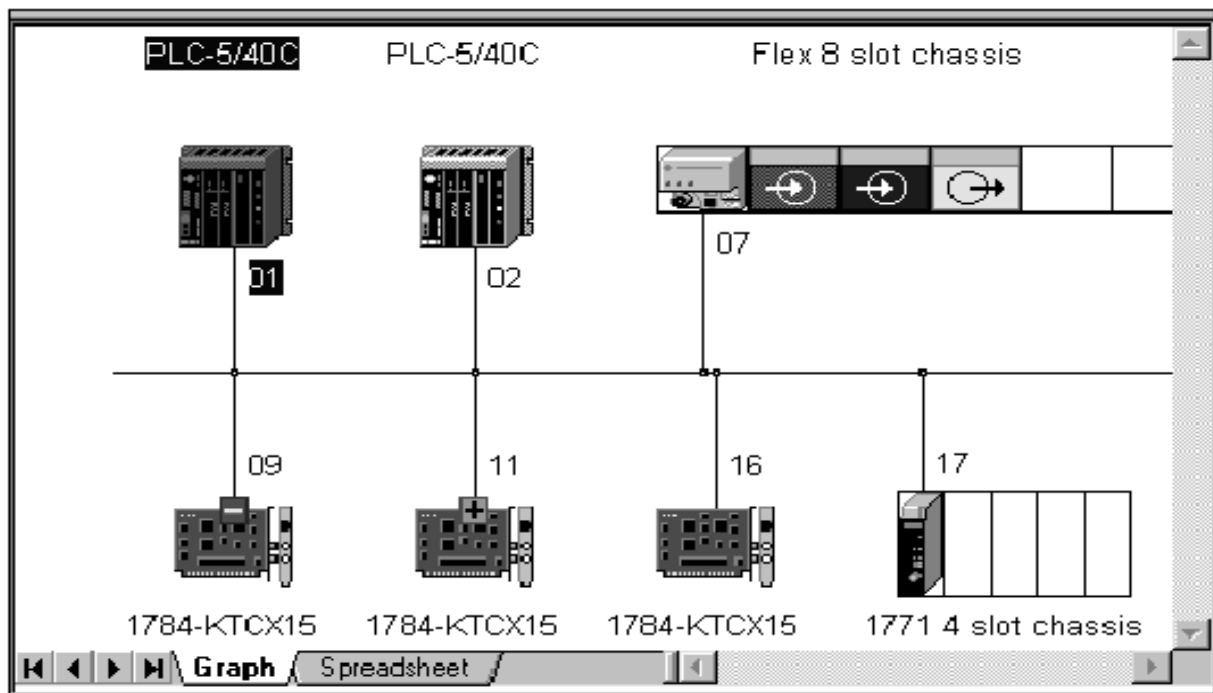 PLC-5/40C PLC-5/40C Flex 8 slot chassis
01 02 07
09 11 16 17
1784-KTCX15 1784-KTCX15 1784-KTCX15 1771 4 slot chassis
Graph Spreadsheet